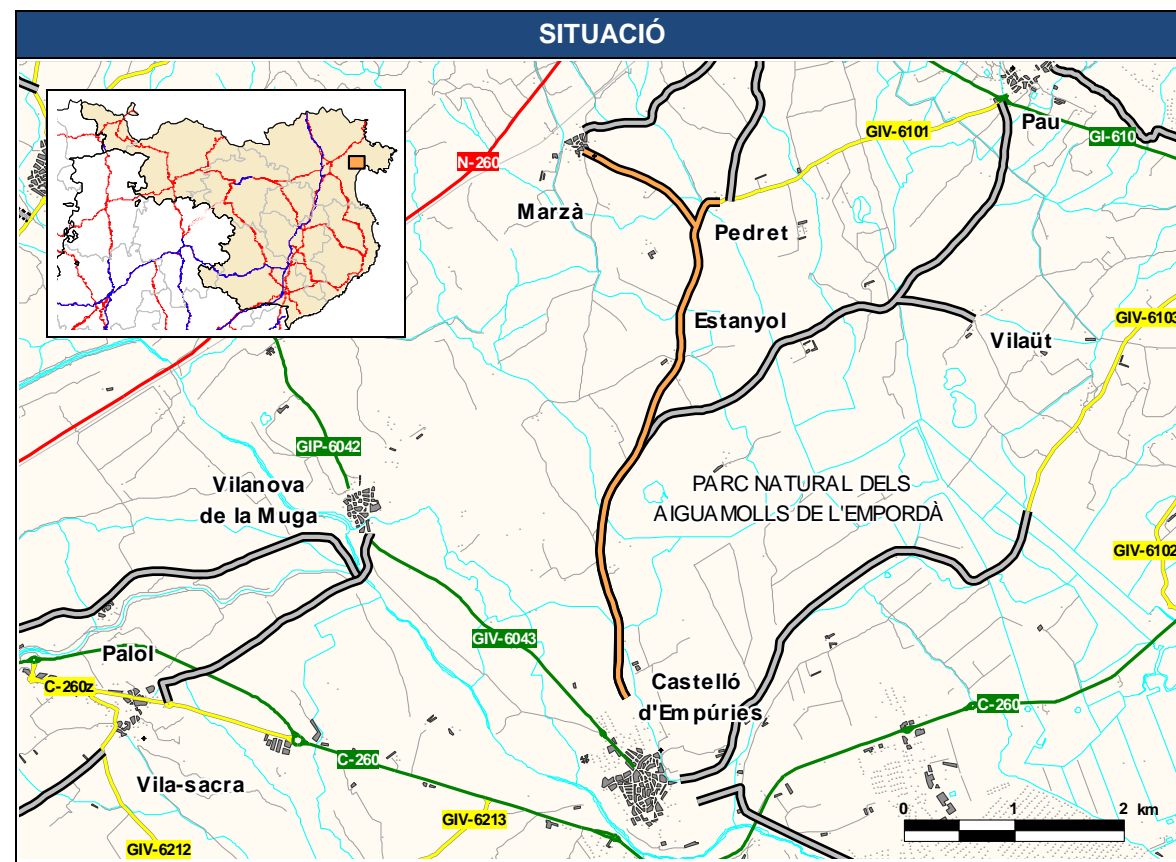 SITUACIÓ
Pau
GIV-6101
GI-610
N-260
Marzà
Pedret
Estanyol
GIV-6103
Vilaüt
GIP-6042
Vilanova
de la Muga
PARC NATURAL DELS
AIGUAMOLLS DE L'EMPORDÀ
GIV-6102
GIV-6043
Palol
C-260z
Castelló
d'Empúries
C-260
C-260
Vila-sacra
0 1 2 km
GIV-6213
GIV-6212